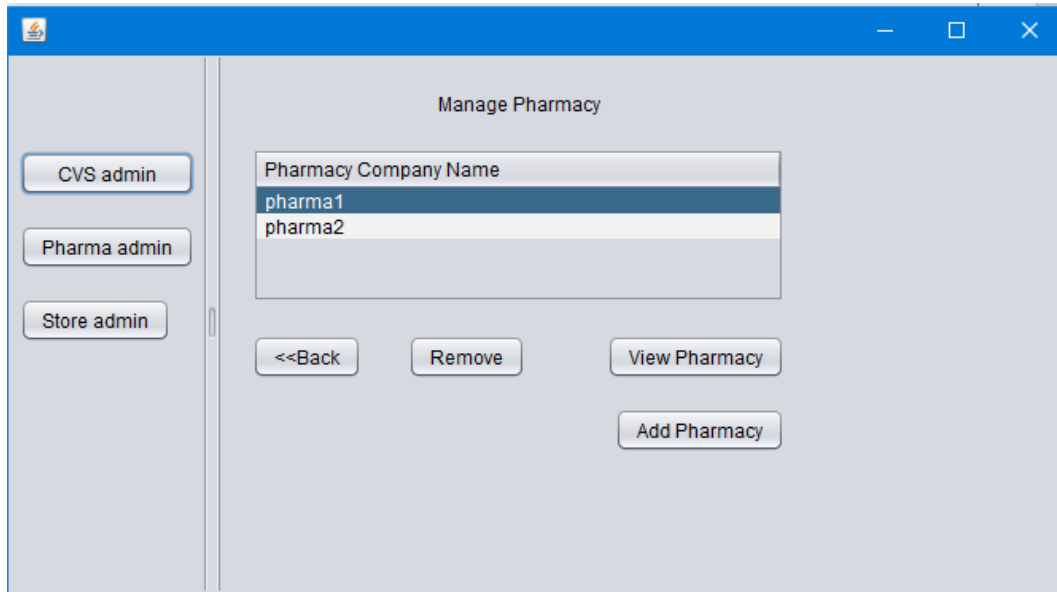 Manage Pharmacy
CVS admin
Pharma admin
Store admin
Pharmacy Company Name
pharma1
pharma2
<<Back
Remove
View Pharmacy
Add Pharmacy